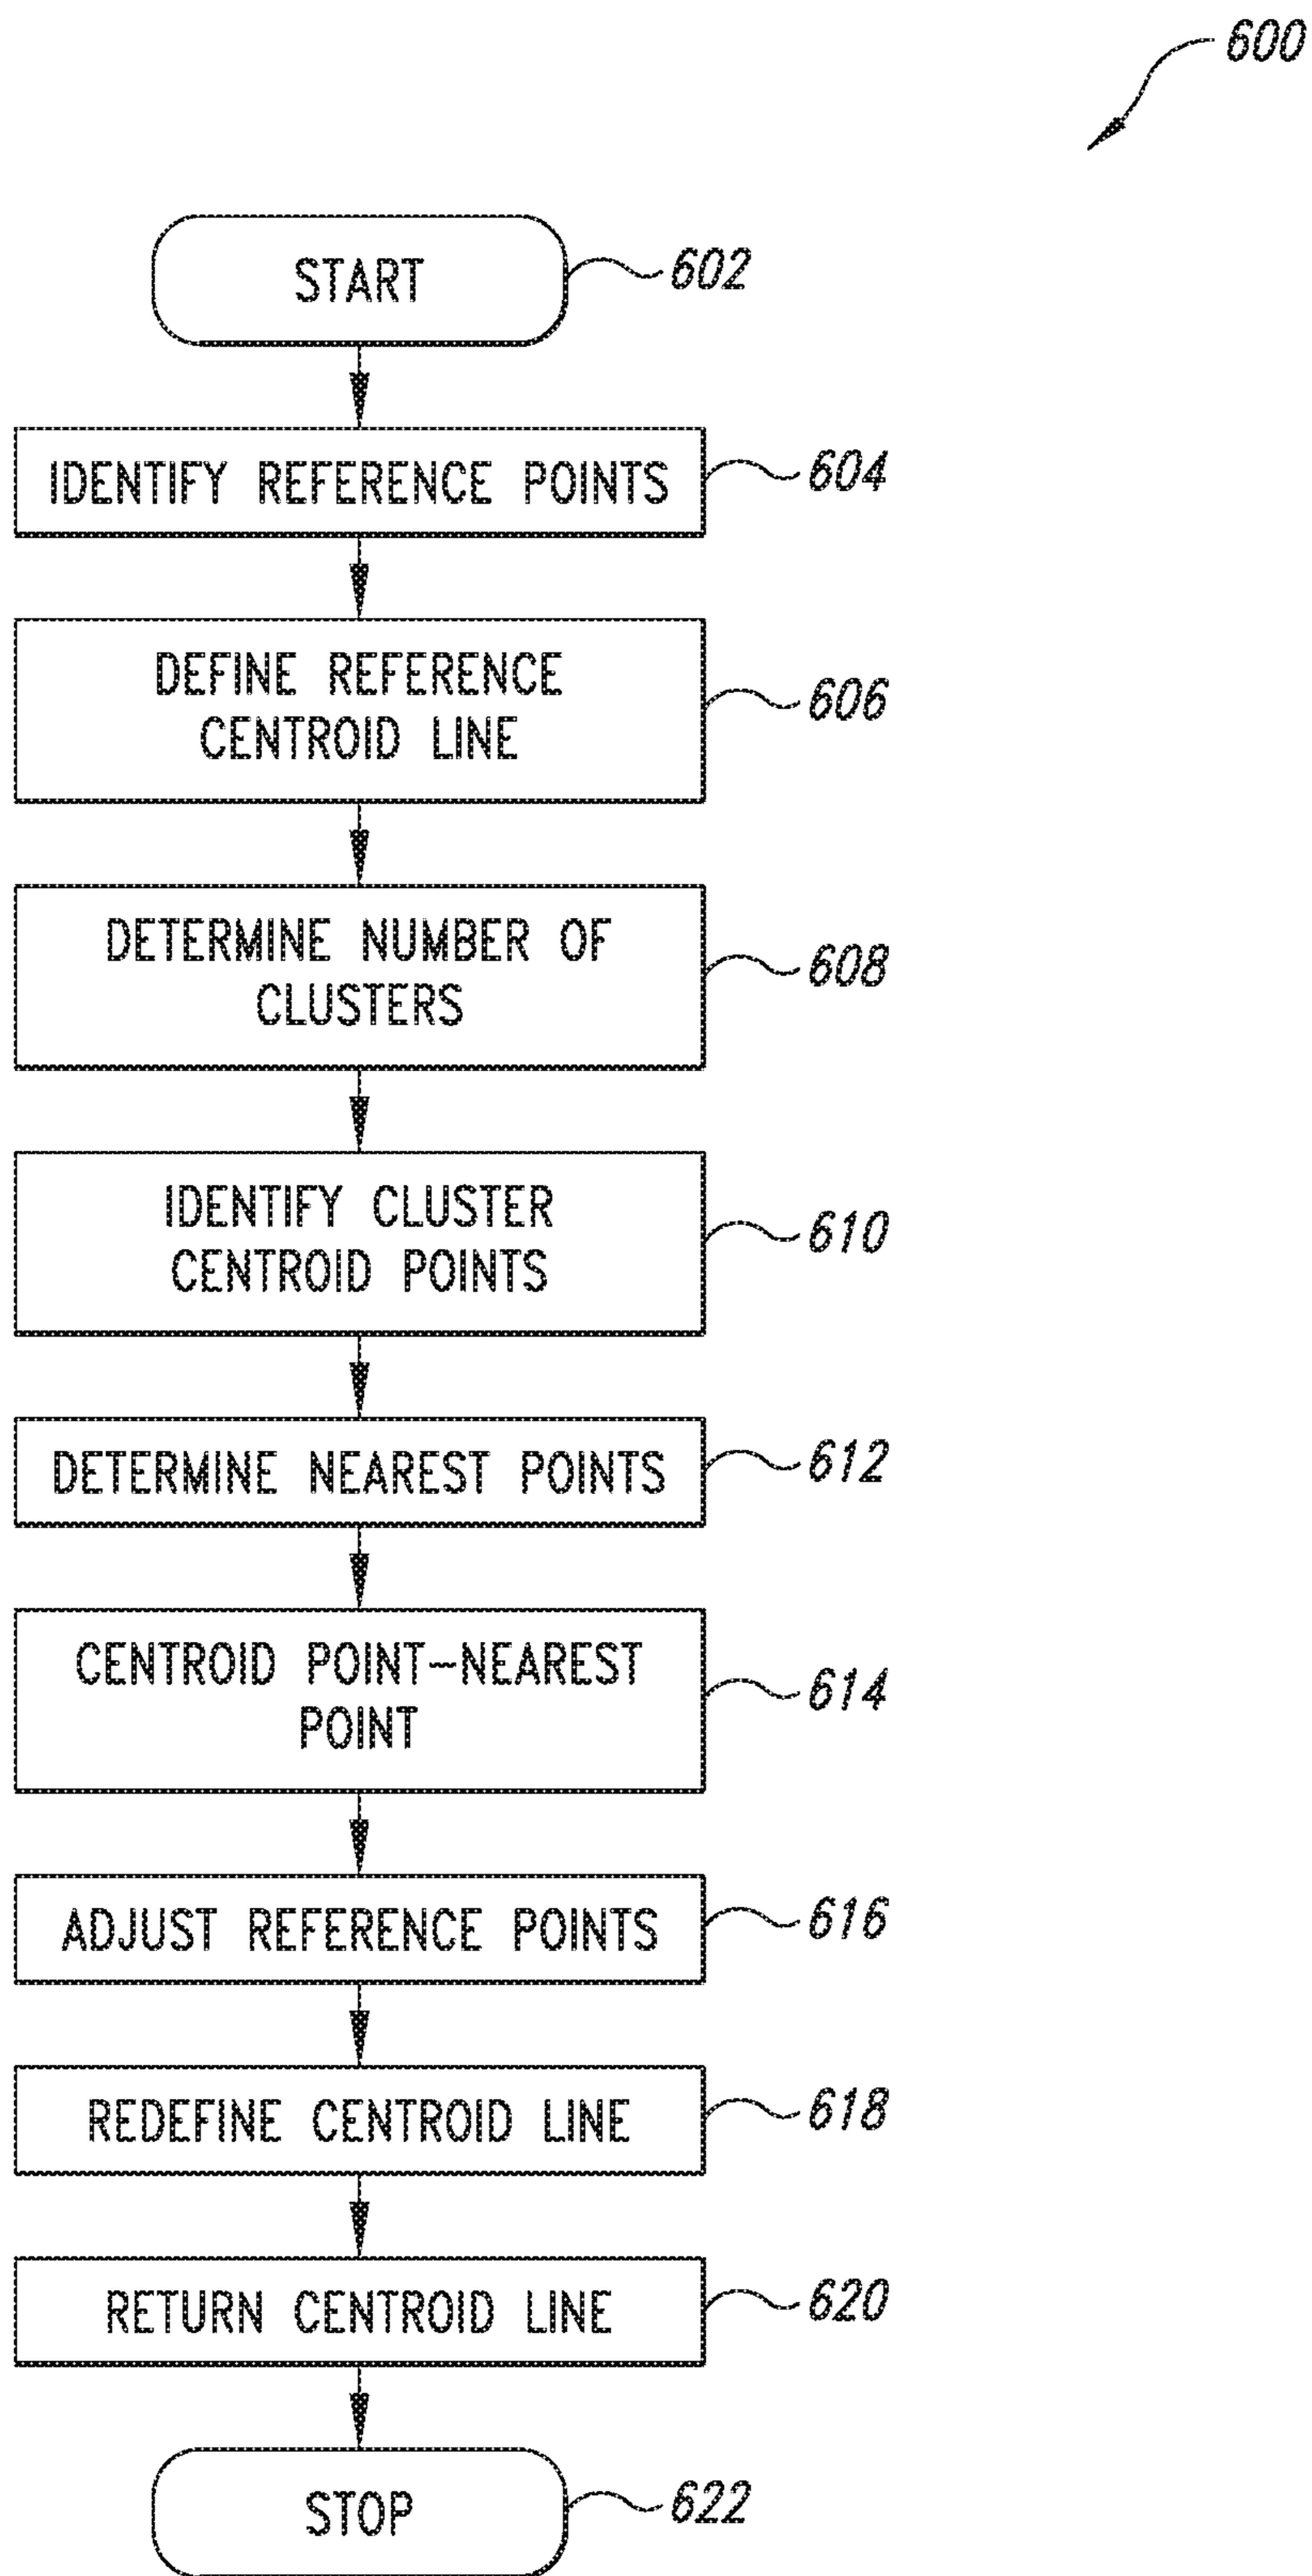 600
START
602
IDENTIFY REFERENCE POINTS
604
DEFINE REFERENCE
CENTROID LINE
606
DETERMINE NUMBER OF
CLUSTERS
608
IDENTIFY CLUSTER
CENTROID POINTS
610
DETERMINE NEAREST POINTS
612
CENTROID POINT-NEAREST
POINT
614
ADJUST REFERENCE POINTS
616
REDEFINE CENTROID LINE
618
RETURN CENTROID LINE
620
STOP
622